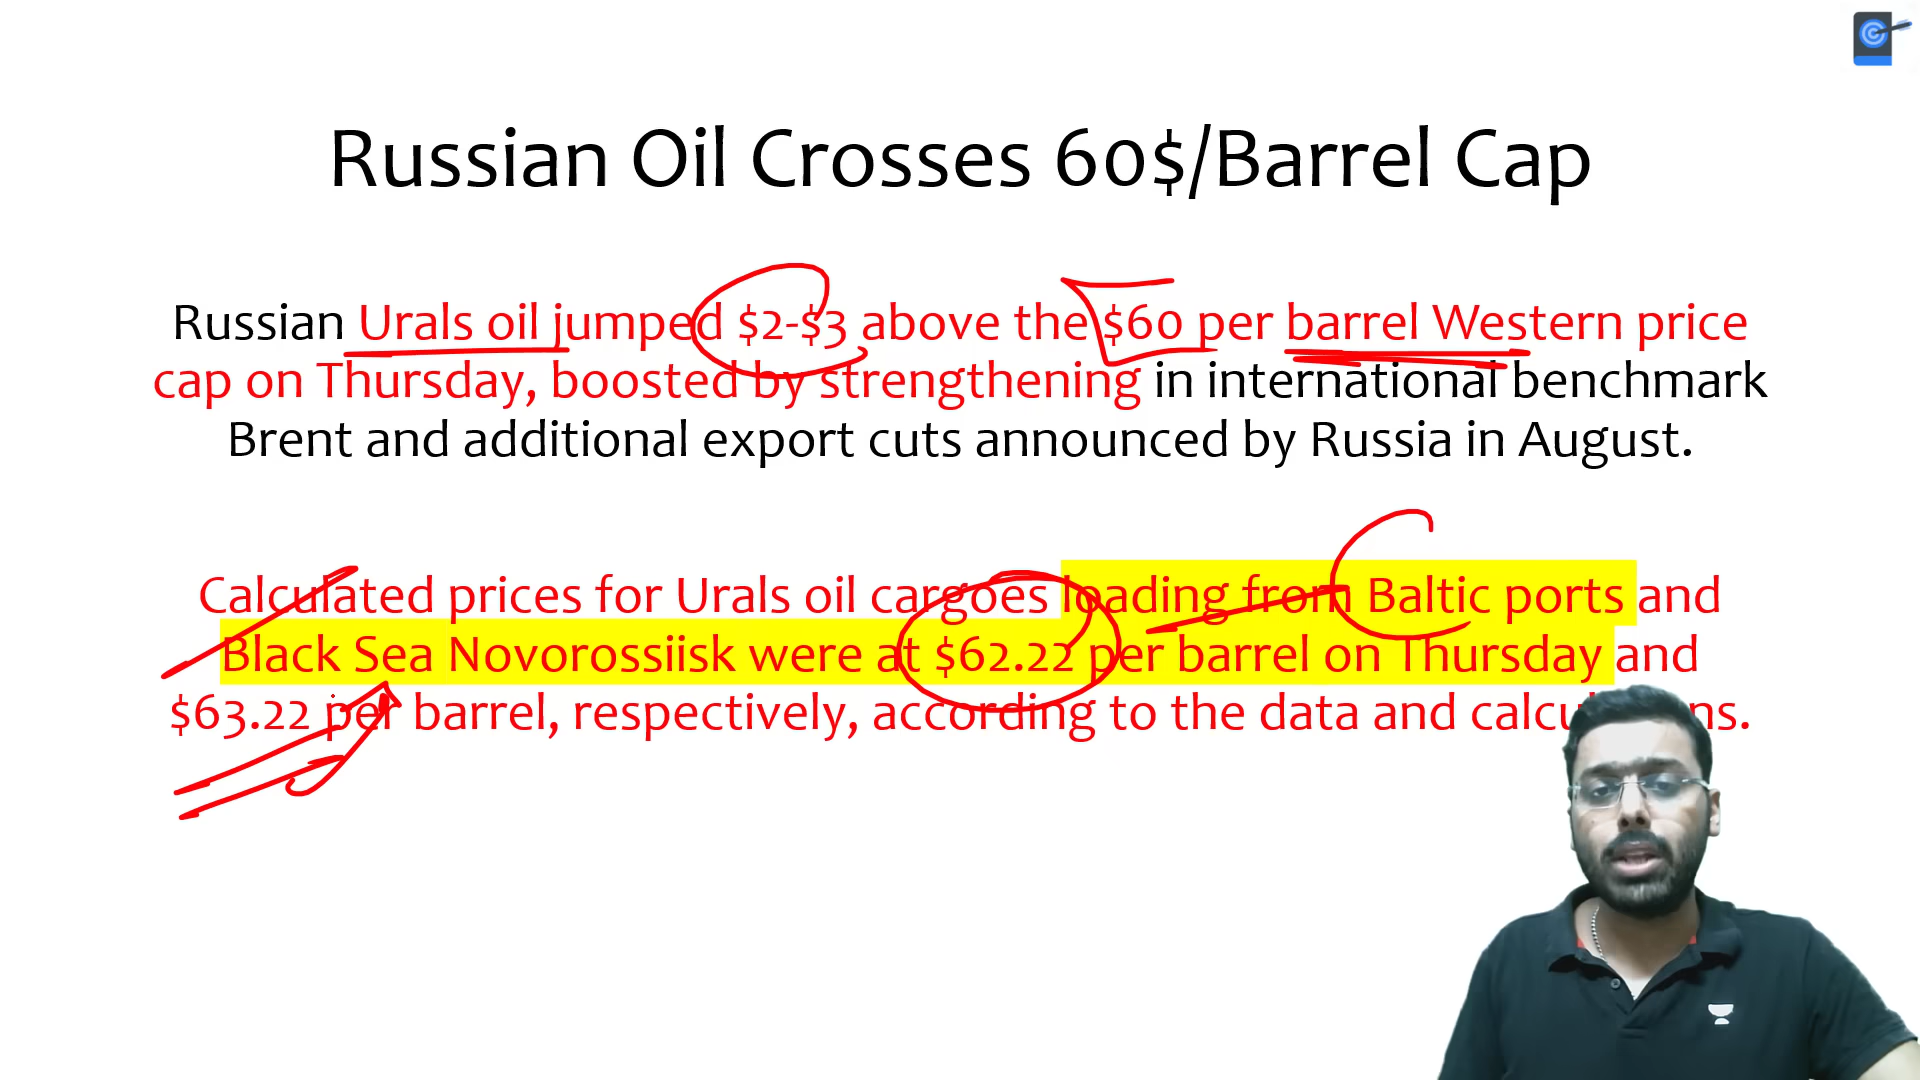 Russian Oil Crosses 60$/Barrel Cap
Russian Urals oil jumped $2-$3 above the $60 per barrel Western price
cap on Thursday, boosted by strengthening in international benchmark
Brent and additional export cuts announced by Russia in August.
Calculated prices for Urals oil cargoes loading from Baltic ports and
Black Sea Novorossiisk were at $62.22 per barrel on Thursday and
$63.22 per barrel, respectively, according to the data and